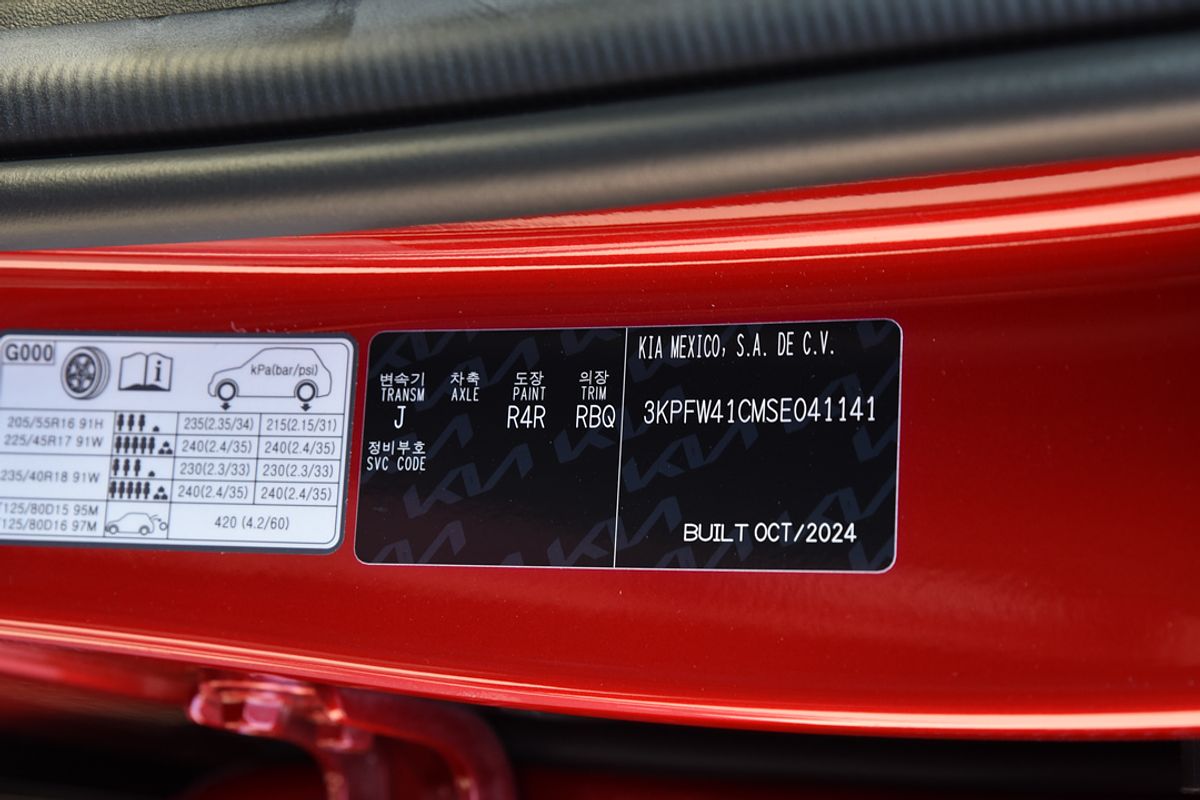 G000
kPa(bar/psi)
205/55R16 91H 235(2.35/34) 215(2.15/31)
225/45R17 91W 240(2.4/35) 240(2.4/35)
235/40R18 91W 230(2.3/33) 230(2.3/33)
240(2.4/35) 240(2.4/35)
T125/80D15 95M
T125/80D16 97M
420 (4.2/60)
변속기 차축 도장 의장
TRANSM AXLE PAINT TRIM
J R4R RBQ
정비부호
SVC CODE
KIA MEXICO, S.A. DE C.V.
3KPFW41CMSE041141
BUILT OCT/2024